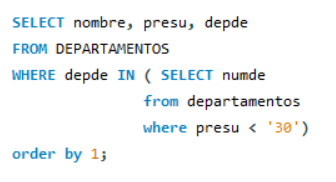 SELECT nombre, presu, depde
FROM DEPARTAMENTOS
WHERE depde IN ( SELECT numde
from departamentos
where presu < '30')
order by 1;